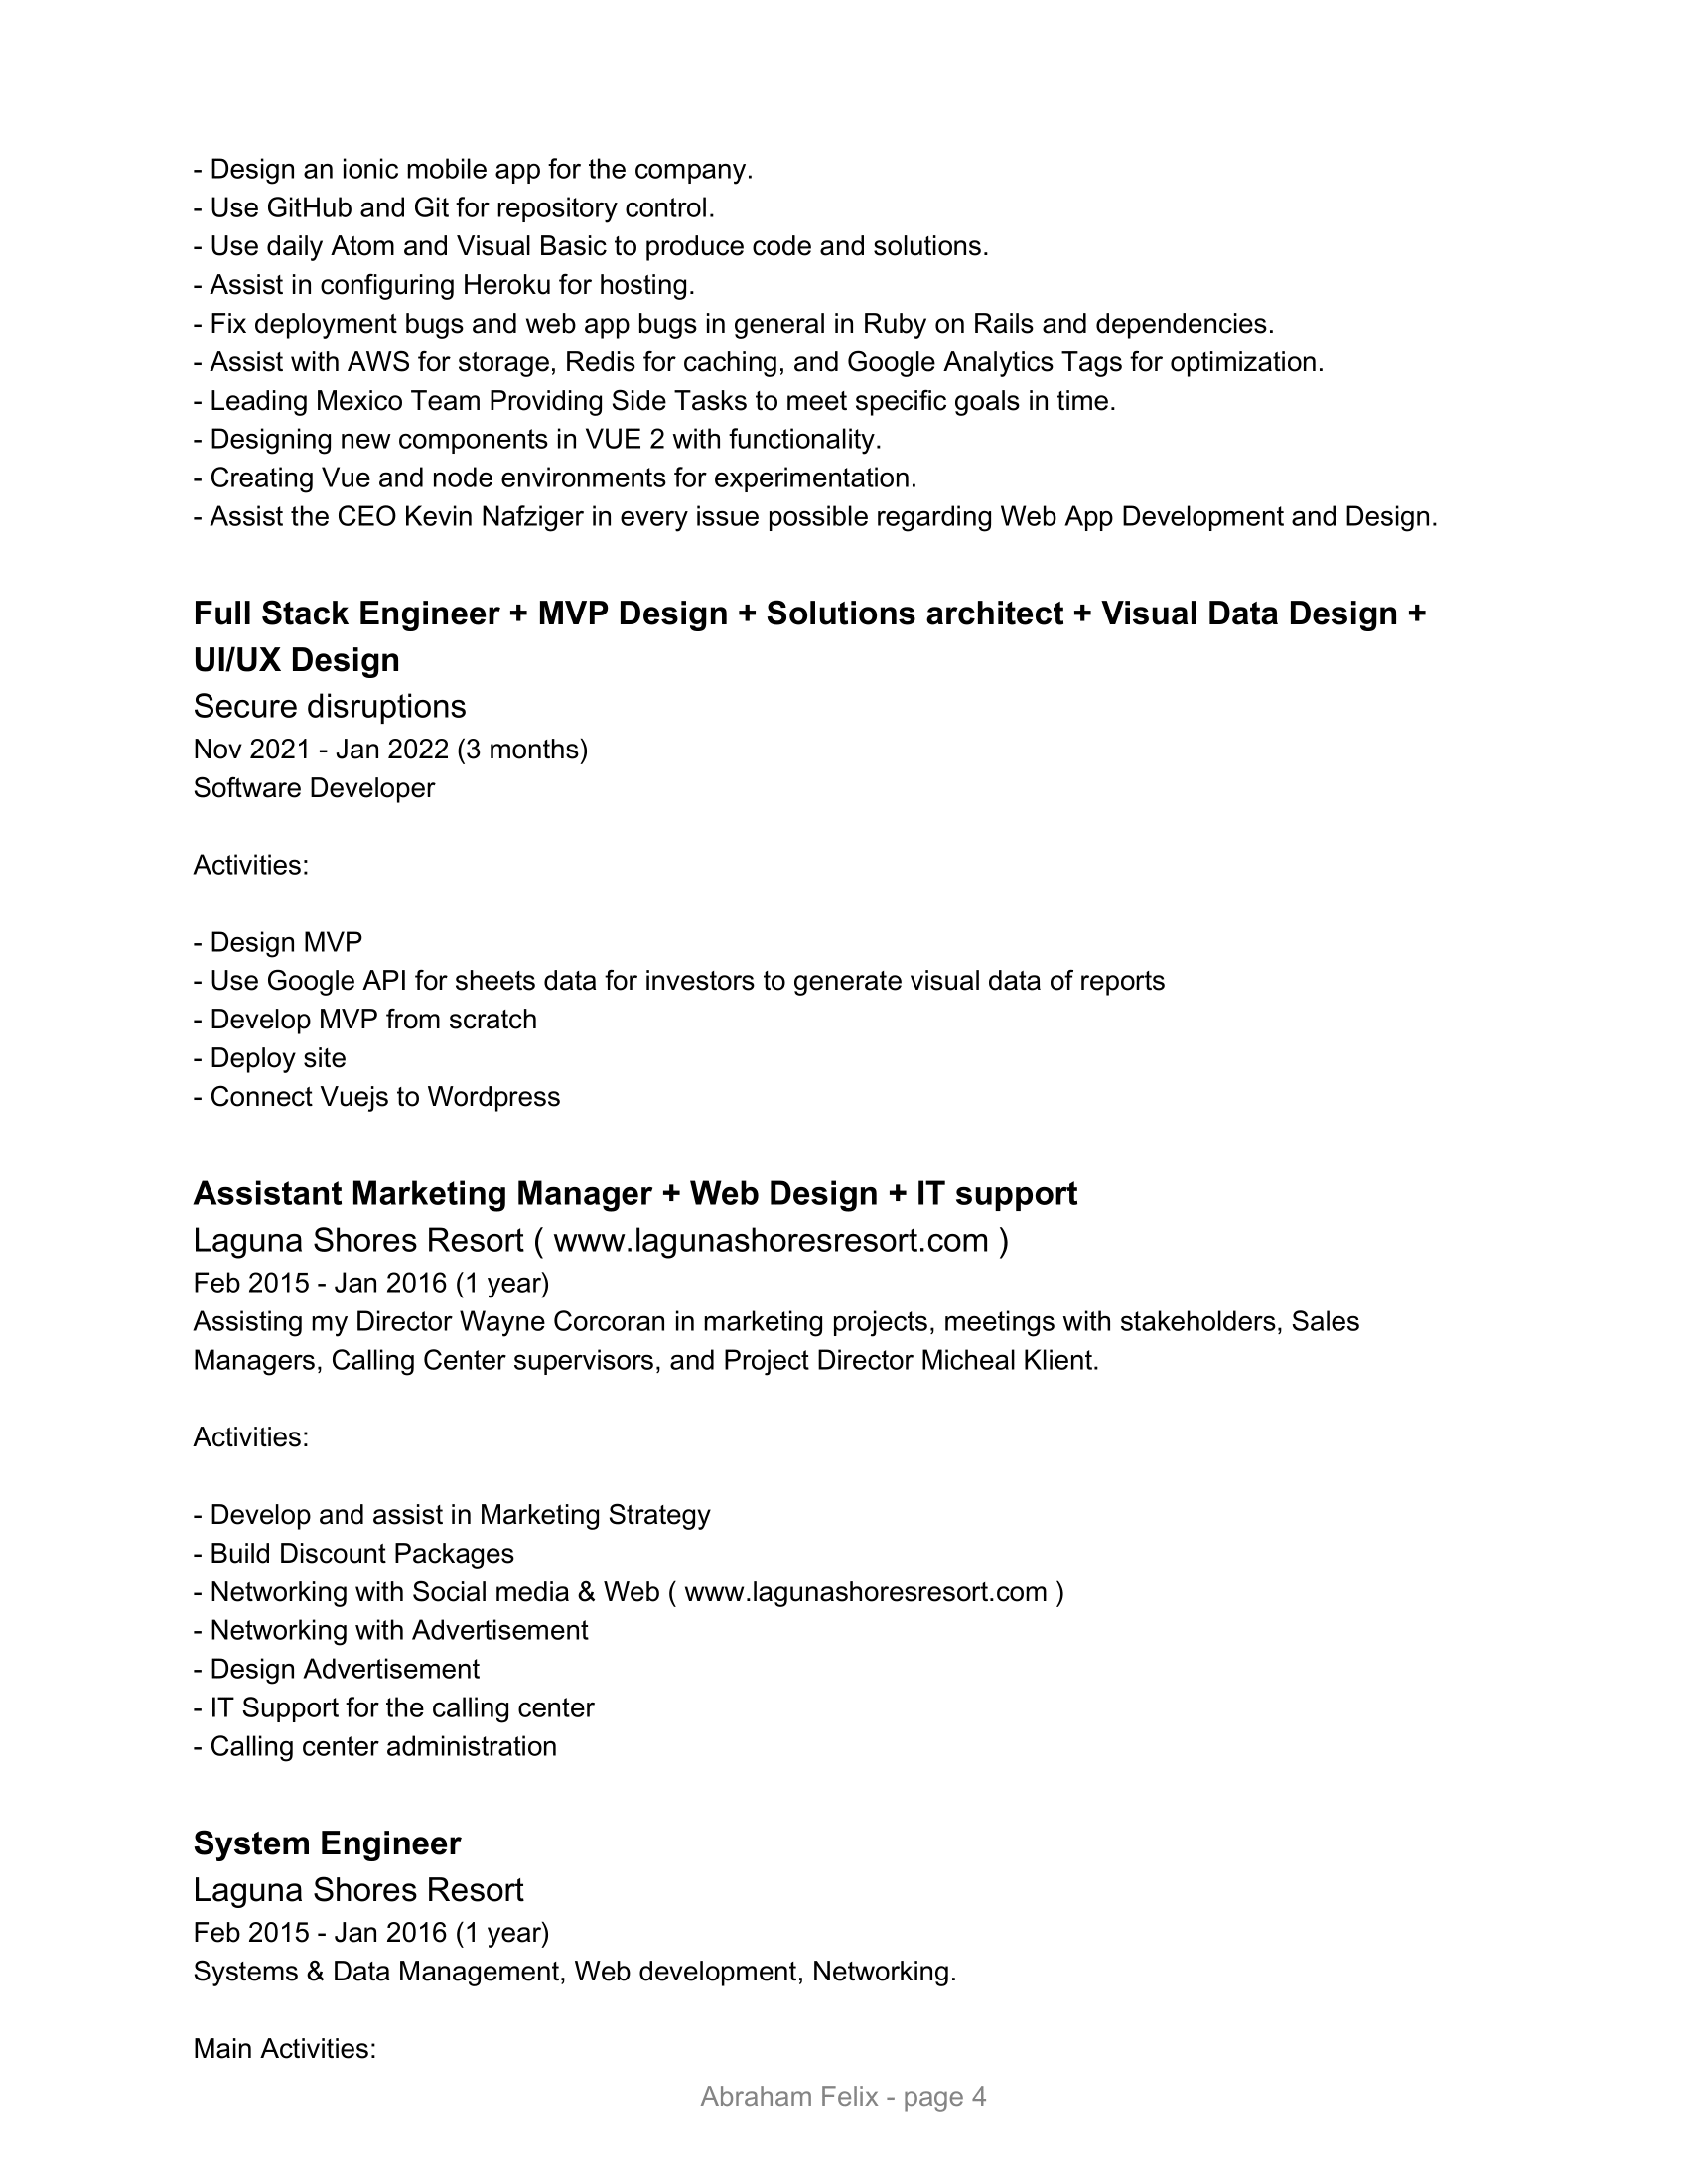 - Design an ionic mobile app for the company.
- Use GitHub and Git for repository control.
- Use daily Atom and Visual Basic to produce code and solutions.
- Assist in configuring Heroku for hosting.
- Fix deployment bugs and web app bugs in general in Ruby on Rails and dependencies.
- Assist with AWS for storage, Redis for caching, and Google Analytics Tags for optimization.
- Leading Mexico Team Providing Side Tasks to meet specific goals in time.
- Designing new components in VUE 2 with functionality.
- Creating Vue and node environments for experimentation.
- Assist the CEO Kevin Nafziger in every issue possible regarding Web App Development and Design.
Full Stack Engineer + MVP Design + Solutions architect + Visual Data Design +
UI/UX Design
Secure disruptions
Nov 2021 - Jan 2022 (3 months)
Software Developer
Activities:
- Design MVP
- Use Google API for sheets data for investors to generate visual data of reports
- Develop MVP from scratch
- Deploy site
- Connect Vuejs to Wordpress
Assistant Marketing Manager + Web Design + IT support
Laguna Shores Resort ( www.lagunashoresresort.com )
Feb 2015 - Jan 2016 (1 year)
Assisting my Director Wayne Corcoran in marketing projects, meetings with stakeholders, Sales
Managers, Calling Center supervisors, and Project Director Micheal Klient.
Activities:
- Develop and assist in Marketing Strategy
- Build Discount Packages
- Networking with Social media & Web ( www.lagunashoresresort.com )
- Networking with Advertisement
- Design Advertisement
- IT Support for the calling center
- Calling center administration
System Engineer
Laguna Shores Resort
Feb 2015 - Jan 2016 (1 year)
Systems & Data Management, Web development, Networking.
Main Activities:
Abraham Felix - page 4